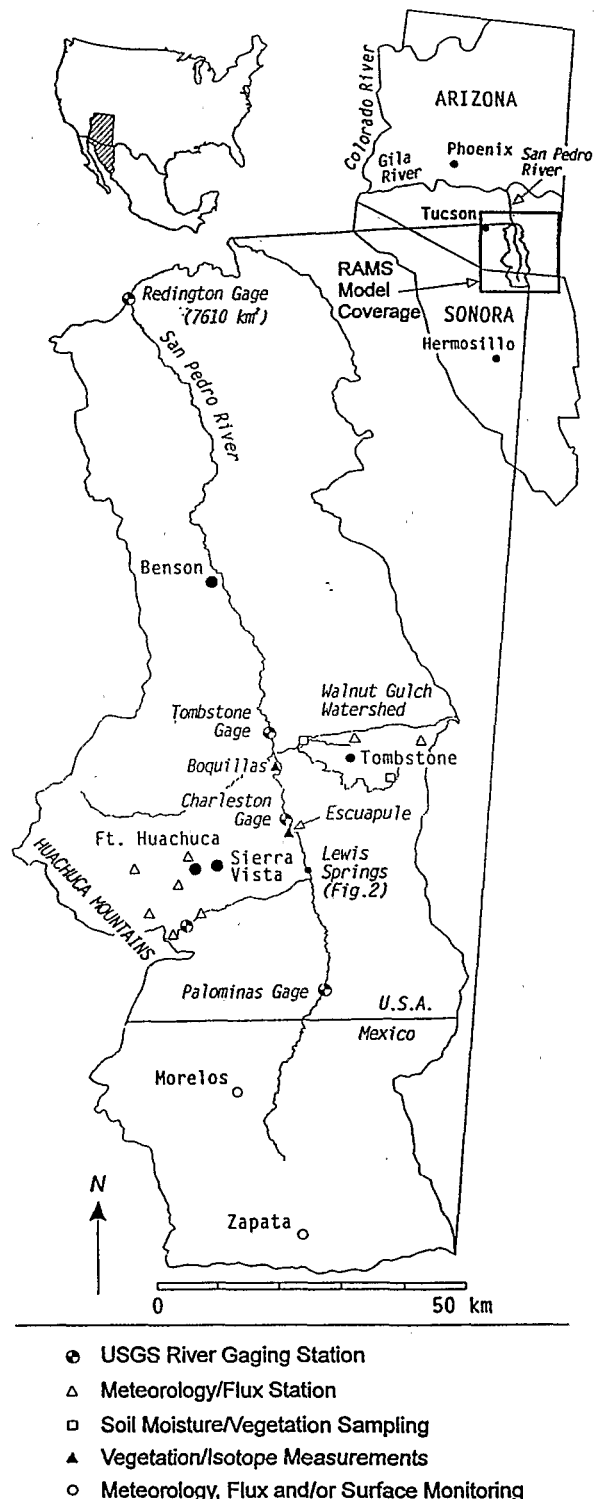 ARIZONA
Colorado River
Phoenix
Gila
River
San Pedro
River
Tucson
RAMS
Model
Coverage
SONORA
Hermosillo
Redington Gage
(7610 km²)
San Pedro River
Benson
Walnut Gulch
Watershed
Tombstone
Gage
Tombstone
Boquillas
Charleston
Gage
Escuapule
Ft. Huachuca
Sierra
Vista
Lewis
Springs
(Fig.2)
HUACHUCA MOUNTAINS
Palominas Gage
U.S.A.
Mexico
Morelos
N
Zapata
0 50 km
USGS River Gaging Station
Meteorology/Flux Station
Soil Moisture/Vegetation Sampling
Vegetation/Isotope Measurements
Meteorology, Flux and/or Surface Monitoring